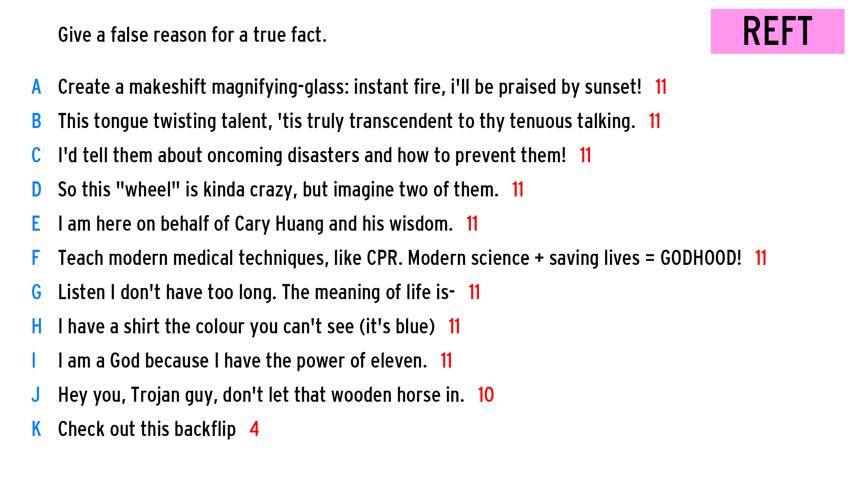 Give a false reason for a true fact.
REFT
A Create a makeshift magnifying-glass: instant fire, i'll be praised by sunset! 11
B This tongue twisting talent, 'tis truly transcendent to thy tenuous talking. 11
C I'd tell them about oncoming disasters and how to prevent them! 11
D So this "wheel" is kinda crazy, but imagine two of them. 11
E I am here on behalf of Cary Huang and his wisdom. 11
F Teach modern medical techniques, like CPR. Modern science + saving lives = GODHOOD! 11
G Listen I don't have too long. The meaning of life is- 11
H I have a shirt the colour you can't see (it's blue) 11
I I am a God because I have the power of eleven. 11
J Hey you, Trojan guy, don't let that wooden horse in. 10
K Check out this backflip 4